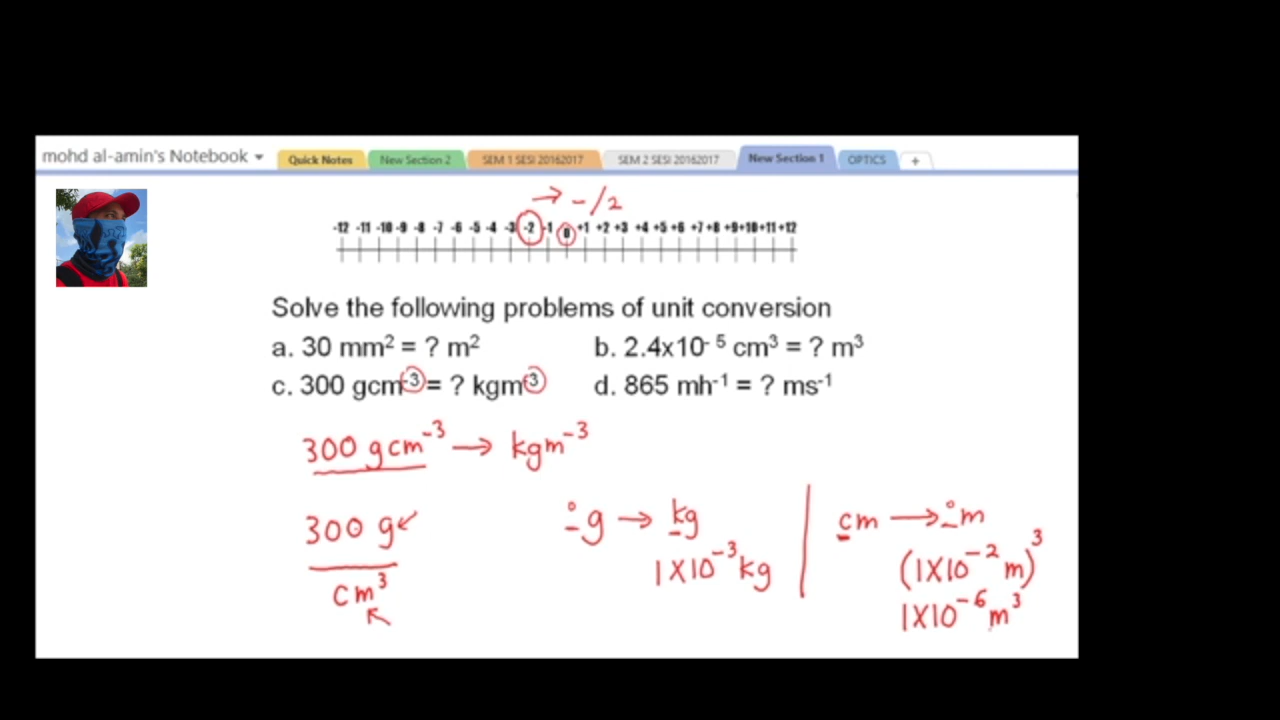 mohd al-amin's Notebook Quick Notes New Section 2 SEM 1 SESI 20162017 SEM 2 SESI 20162017 New Section 1 OPTICS +
→ - / 2
-12 -11 -10 -9 -8 -7 -6 -5 -4 -3 -2 -1 0 +1 +2 +3 +4 +5 +6 +7 +8 +9 +10 +11 +12
Solve the following problems of unit conversion
a. 30 mm² = ? m² b. 2.4x10⁻⁵ cm³ = ? m³
c. 300 gcm⁻³ = ? kgm⁻³ d. 865 mh⁻¹ = ? ms⁻¹
300 gcm⁻³ → kgm⁻³
300 g
cm³
g → kg
1X10⁻³ kg
cm → m
(1X10⁻² m)³
1X10⁻⁶ m³